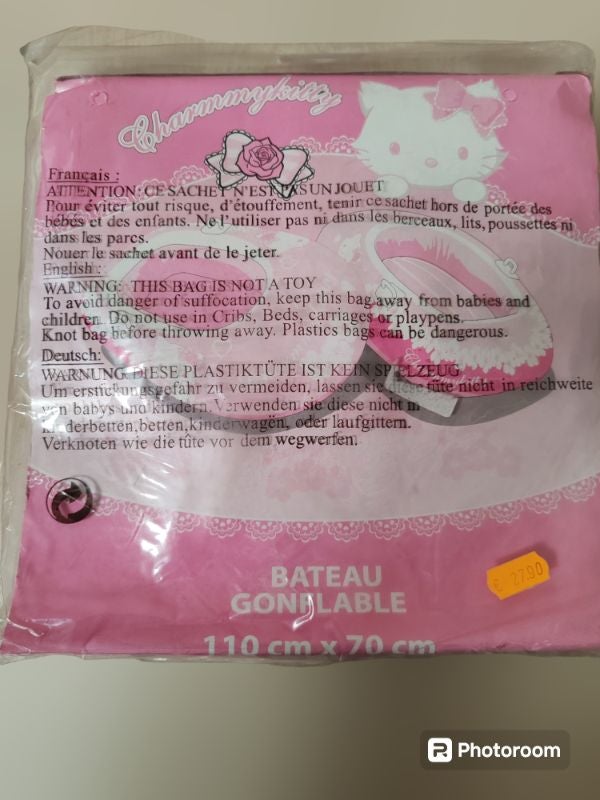 Charmmykitty
Français :
ATTENTION: CE SACHET N'EST PAS UN JOUET
Pour éviter tout risque, d'étouffement, tenir ce sachet hors de portée des
bébés et des enfants. Ne l'utiliser pas ni dans les berceaux, lits, poussettes ni
dans les parcs.
Nouer le sachet avant de le jeter.
English :
WARNING: THIS BAG IS NOT A TOY
To avoid danger of suffocation, keep this bag away from babies and
children. Do not use in Cribs, Beds, carriages or playpens.
Knot bag before throwing away. Plastics bags can be dangerous.
Deutsch:
WARNUNG DIESE PLASTIKTÜTE IST KEIN SPIELZEUG
Um erstickungsgefahr zu vermeiden, lassen sie diese tüte nicht in reichweite
von babys und kindern. Verwenden sie diese nicht in
kinderbetten, betten, Kinderwagen, oder laufgittern.
Verknoten wie die tûte vor dem wegwerfen.
BATEAU
GONFLABLE
€ 27.90
110 cm x 70 cm
Photoroom